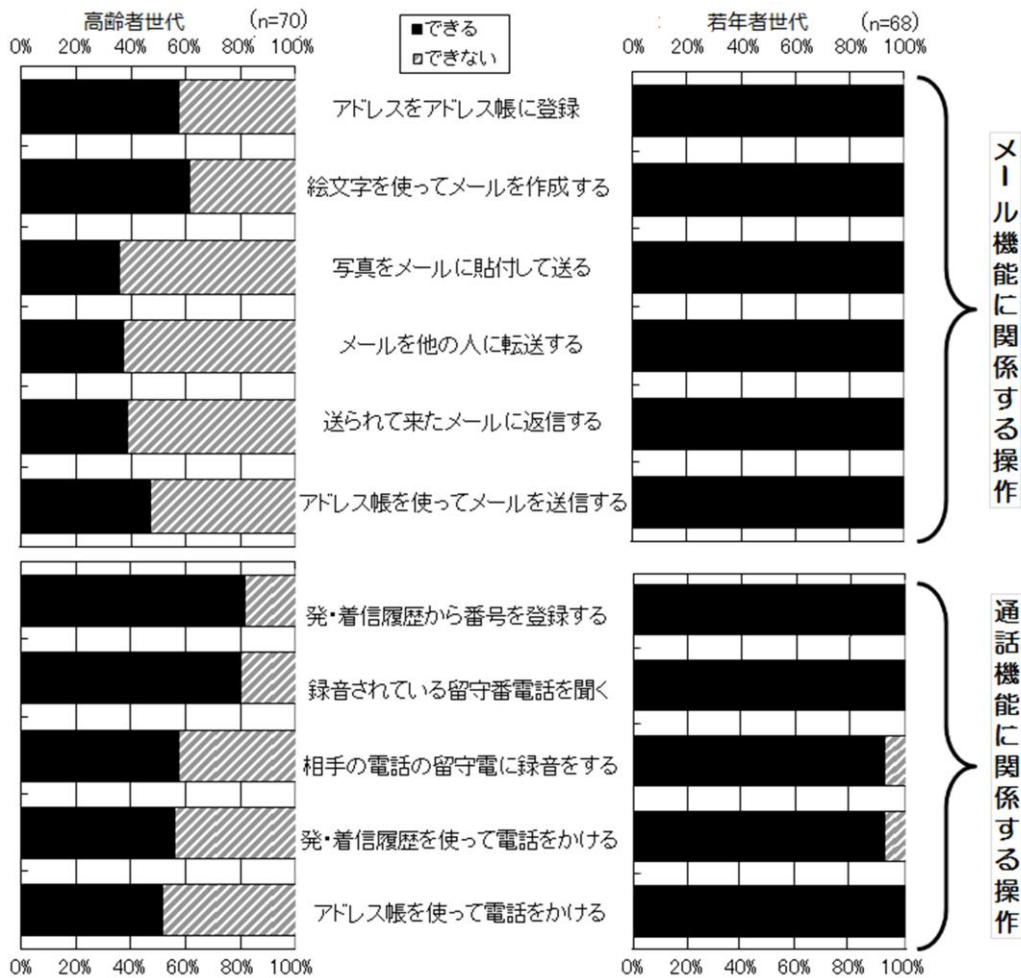 高齢者世代 (n=70)
0% 20% 40% 60% 80% 100%
■できる
▨できない
若年者世代 (n=68)
0% 20% 40% 60% 80% 100%
アドレスをアドレス帳に登録
絵文字を使ってメールを作成する
写真をメールに貼付して送る
メールを他の人に転送する
送られて来たメールに返信する
アドレス帳を使ってメールを送信する
メール機能に関係する操作
発・着信履歴から番号を登録する
録音されている留守番電話を聞く
相手の電話の留守電に録音をする
発・着信履歴を使って電話をかける
アドレス帳を使って電話をかける
通話機能に関係する操作
0% 20% 40% 60% 80% 100%
0% 20% 40% 60% 80% 100%